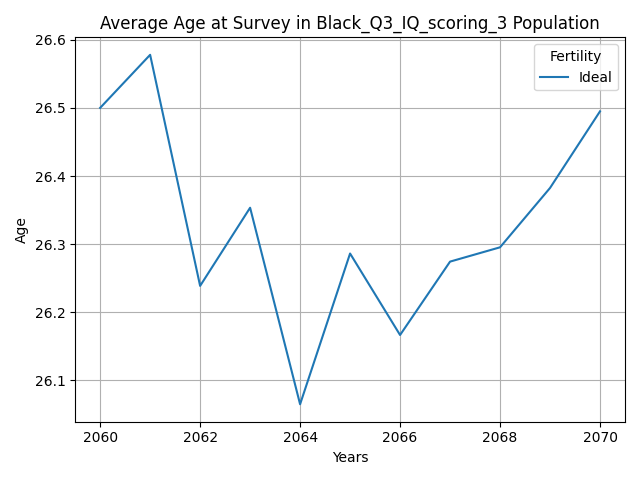 Average Age at Survey in Black_Q3_IQ_scoring_3 Population
26.6
26.5
26.4
26.3
26.2
26.1
Age
Fertility
Ideal
2060
2062
2064
2066
2068
2070
Years